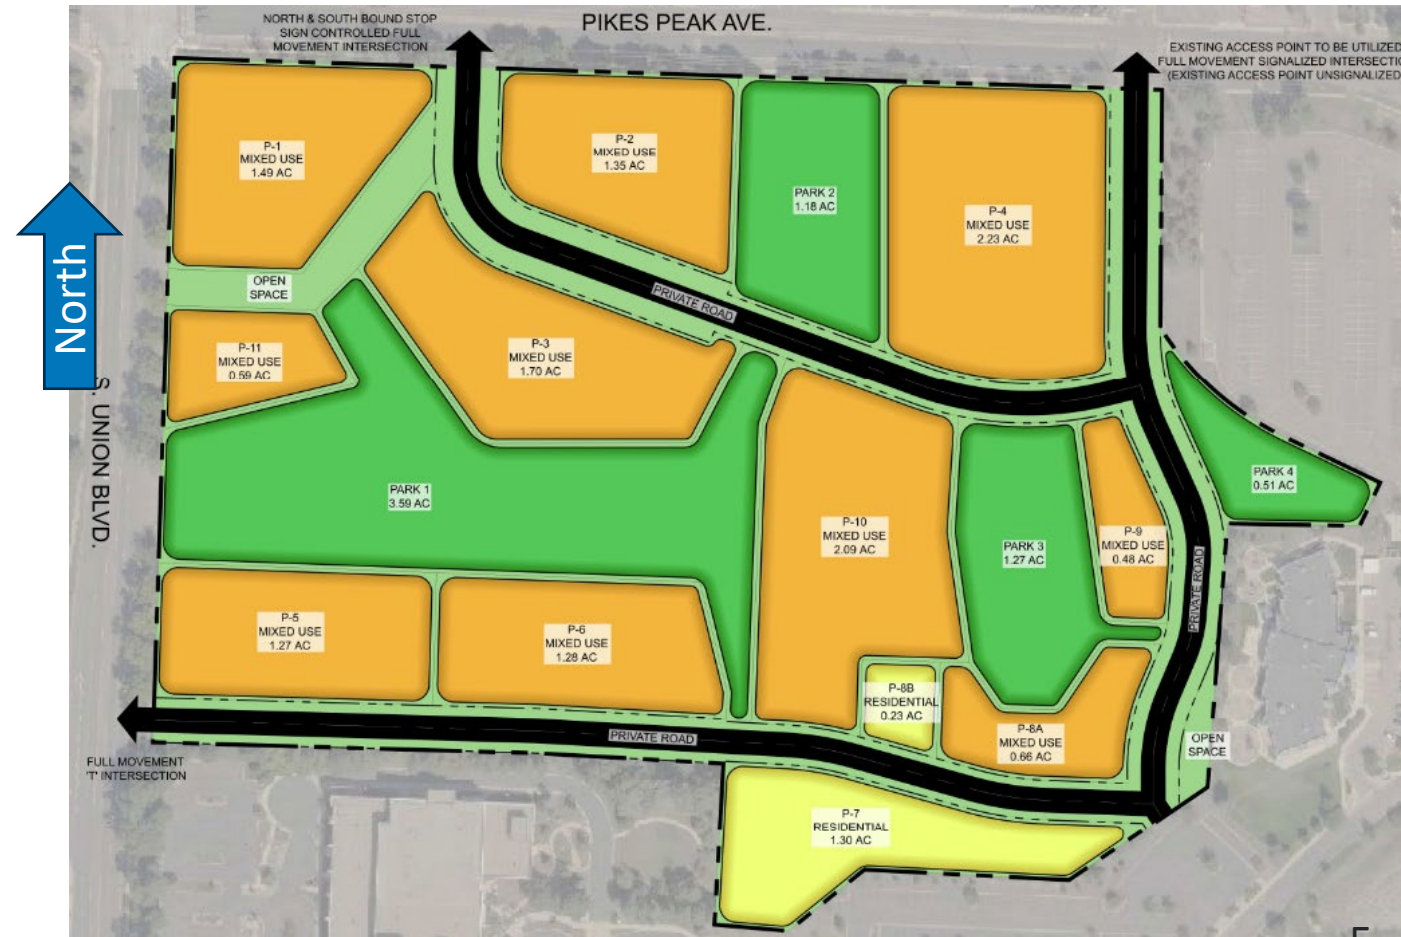 NORTH & SOUTH BOUND STOP
SIGN CONTROLLED FULL
MOVEMENT INTERSECTION
PIKES PEAK AVE.
EXISTING ACCESS POINT TO BE UTILIZED
FULL MOVEMENT SIGNALIZED
(EXISTING ACCESS POINT UNSIGNALIZED
P-1
MIXED USE
1.49 AC
P-2
MIXED USE
1.35 AC
PARK 2
1.18 AC
P-4
MIXED USE
2.23 AC
North
OPEN
SPACE
PRIVATE ROAD
P-11
MIXED USE
0.59 AC
P-3
MIXED USE
1.70 AC
S. UNION BLVD.
PARK 1
3.59 AC
P-10
MIXED USE
2.09 AC
PARK 3
1.27 AC
P-9
MIXED USE
0.48 AC
PARK 4
0.51 AC
PRIVATE ROAD
P-5
MIXED USE
1.27 AC
P-6
MIXED USE
1.28 AC
P-8B
RESIDENTIAL
0.23 AC
P-8A
MIXED USE
0.66 AC
OPEN
SPACE
PRIVATE ROAD
FULL MOVEMENT
'T' INTERSECTION
P-7
RESIDENTIAL
1.30 AC